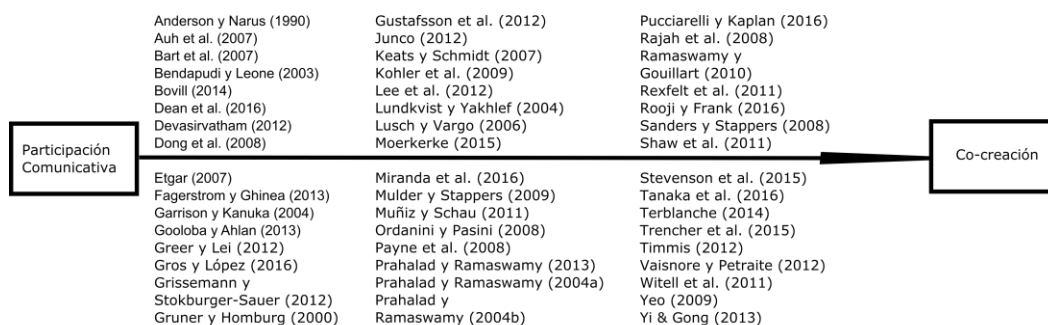 Participación
Comunicativa
Anderson y Narus (1990)
Auh et al. (2007)
Bart et al. (2007)
Bendapudi y Leone (2003)
Bovill (2014)
Dean et al. (2016)
Devasirvatham (2012)
Dong et al. (2008)
Etgar (2007)
Fagerstrom y Ghinea (2013)
Garrison y Kanuka (2004)
Gooloba y Ahlan (2013)
Greer y Lei (2012)
Gros y López (2016)
Grissemann y
Stokburger-Sauer (2012)
Gruner y Homburg (2000)
Gustafsson et al. (2012)
Junco (2012)
Keats y Schmidt (2007)
Kohler et al. (2009)
Lee et al. (2012)
Lundkvist y Yakhlef (2004)
Lusch y Vargo (2006)
Moerkerke (2015)
Miranda et al. (2016)
Mulder y Stappers (2009)
Muñiz y Schau (2011)
Ordanini y Pasini (2008)
Payne et al. (2008)
Prahalad y Ramaswamy (2013)
Prahalad y Ramaswamy (2004a)
Prahalad y
Ramaswamy (2004b)
Pucciarelli y Kaplan (2016)
Rajah et al. (2008)
Ramaswamy y
Gouillart (2010)
Rexfelt et al. (2011)
Rooji y Frank (2016)
Sanders y Stappers (2008)
Shaw et al. (2011)
Stevenson et al. (2015)
Tanaka et al. (2016)
Terblanche (2014)
Trencher et al. (2015)
Timmis (2012)
Vaisnore y Petraite (2012)
Witell et al. (2011)
Yeo (2009)
Yi & Gong (2013)
Co-creación